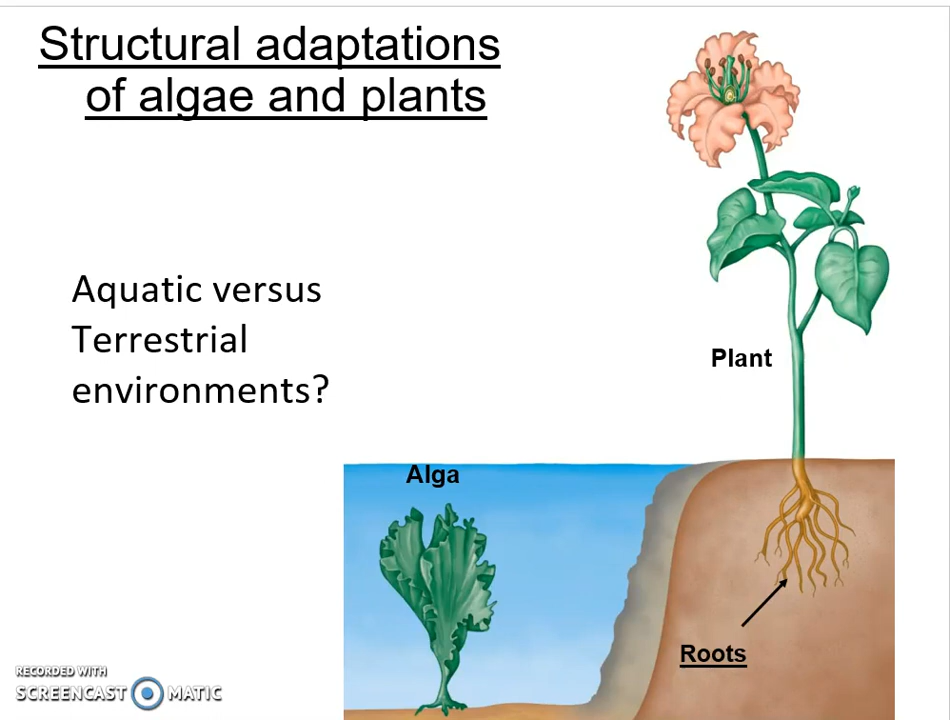 Structural adaptations
of algae and plants
Aquatic versus
Terrestrial
environments?
Plant
Alga
Roots
RECORDED WITH
SCREENCAST MATIC